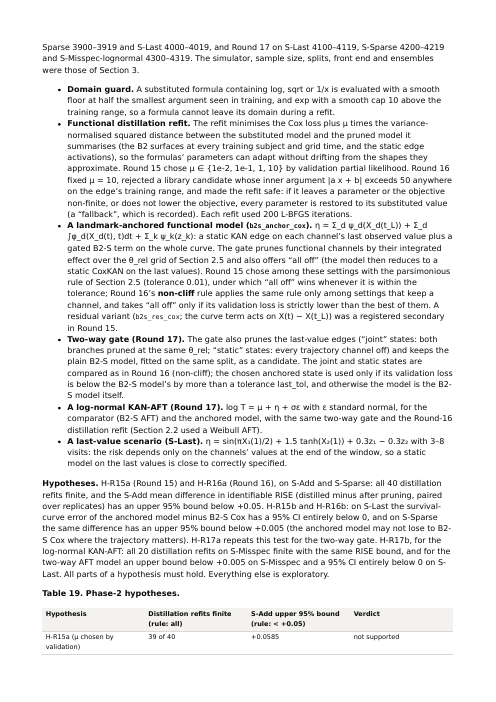 Sparse 3900–3919 and S-Last 4000–4019, and Round 17 on S-Last 4100–4119, S-Sparse 4200–4219
and S-Misspec-lognormal 4300–4319. The simulator, sample size, splits, front end and ensembles
were those of Section 3.
• Domain guard. A substituted formula containing log, sqrt or 1/x is evaluated with a smooth
floor at half the smallest argument seen in training, and exp with a smooth cap 10 above the
training range, so a formula cannot leave its domain during a refit.
• Functional distillation refit. The refit minimises the Cox loss plus μ times the variance-
normalised squared distance between the substituted model and the pruned model it
summarises (the B2 surfaces at every training subject and grid time, and the static edge
activations), so the formulas’ parameters can adapt without drifting from the shapes they
approximate. Round 15 chose μ ∈ {1e-2, 1e-1, 1, 10} by validation partial likelihood. Round 16
fixed μ = 10, rejected a library candidate whose inner argument |a x + b| exceeds 50 anywhere
on the edge’s training range, and made the refit safe: if it leaves a parameter or the objective
non-finite, or does not lower the objective, every parameter is restored to its substituted value
(a “fallback”, which is recorded). Each refit used 200 L-BFGS iterations.
• A landmark-anchored functional model (b2s_anchor_cox). η = Σ_d ψ_d(X_d(t_L)) + Σ_d
∫φ_d(X_d(t), t)dt + Σ_k ψ_k(z_k): a static KAN edge on each channel’s last observed value plus a
gated B2-S term on the whole curve. The gate prunes functional channels by their integrated
effect over the θ_rel grid of Section 2.5 and also offers “all off” (the model then reduces to a
static CoxKAN on the last values). Round 15 chose among these settings with the parsimonious
rule of Section 2.5 (tolerance 0.01), under which “all off” wins whenever it is within the
tolerance; Round 16’s non-cliff rule applies the same rule only among settings that keep a
channel, and takes “all off” only if its validation loss is strictly lower than the best of them. A
residual variant (b2s_res_cox; the curve term acts on X(t) − X(t_L)) was a registered secondary
in Round 15.
• Two-way gate (Round 17). The gate also prunes the last-value edges (“joint” states: both
branches pruned at the same θ_rel; “static” states: every trajectory channel off) and keeps the
plain B2-S model, fitted on the same split, as a candidate. The joint and static states are
compared as in Round 16 (non-cliff); the chosen anchored state is used only if its validation loss
is below the B2-S model’s by more than a tolerance last_tol, and otherwise the model is the B2-
S model itself.
• A log-normal KAN-AFT (Round 17). log T = μ + η + σε with ε standard normal, for the
comparator (B2-S AFT) and the anchored model, with the same two-way gate and the Round-16
distillation refit (Section 2.2 used a Weibull AFT).
• A last-value scenario (S-Last). η = sin(πX₁(1)/2) + 1.5 tanh(X₂(1)) + 0.3z₁ − 0.3z₂ with 3–8
visits: the risk depends only on the channels’ values at the end of the window, so a static
model on the last values is close to correctly specified.
Hypotheses. H-R15a (Round 15) and H-R16a (Round 16), on S-Add and S-Sparse: all 40 distillation
refits finite, and the S-Add mean difference in identifiable RISE (distilled minus after pruning, paired
over replicates) has an upper 95% bound below +0.05. H-R15b and H-R16b: on S-Last the survival-
curve error of the anchored model minus B2-S Cox has a 95% CI entirely below 0, and on S-Sparse
the same difference has an upper 95% bound below +0.005 (the anchored model may not lose to B2-
S Cox where the trajectory matters). H-R17a repeats this test for the two-way gate. H-R17b, for the
log-normal KAN-AFT: all 20 distillation refits on S-Misspec finite with the same RISE bound, and for the
two-way AFT model an upper bound below +0.005 on S-Misspec and a 95% CI entirely below 0 on S-
Last. All parts of a hypothesis must hold. Everything else is exploratory.
Table 19. Phase-2 hypotheses.
Hypothesis Distillation refits finite (rule: all) S-Add upper 95% bound (rule: < +0.05) Verdict
H-R15a (μ chosen by validation) 39 of 40 +0.0585 not supported